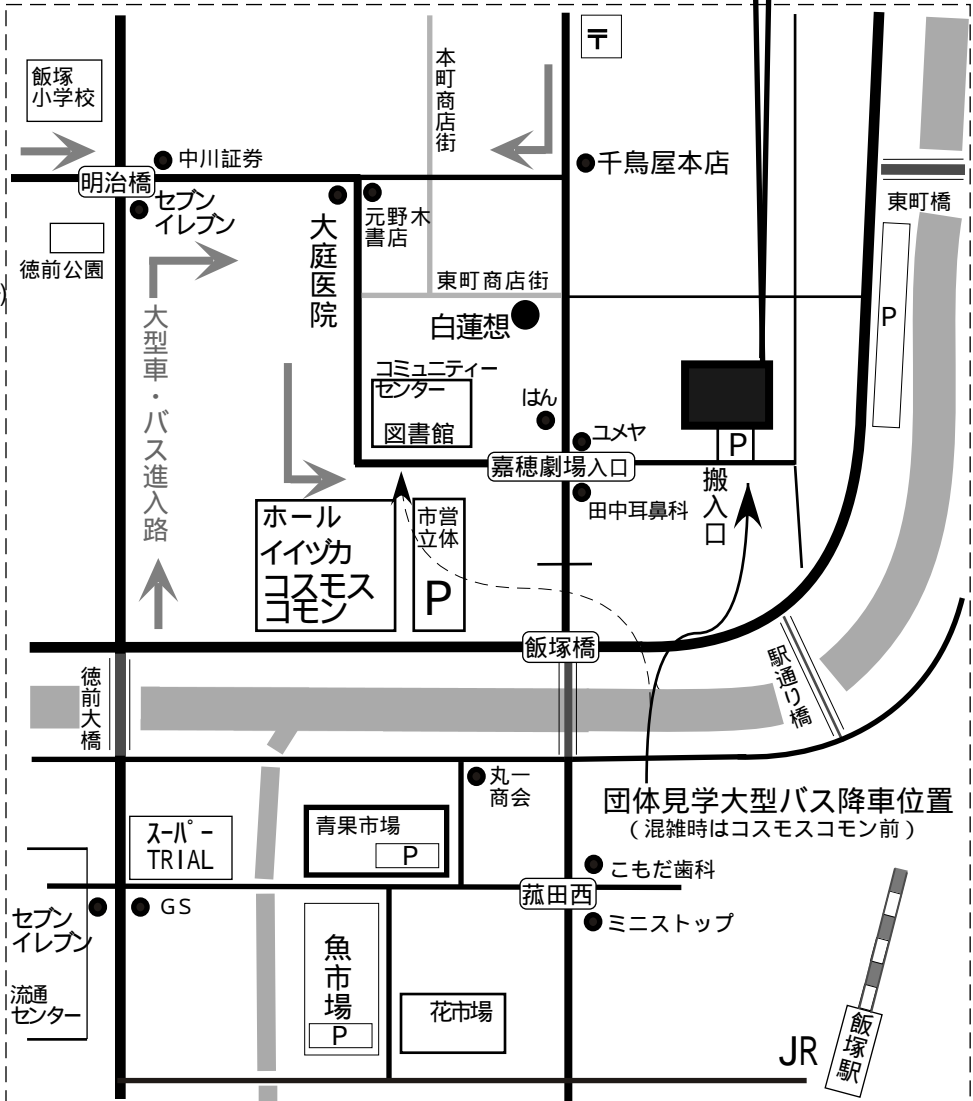 〒
飯塚
小学校
本町商店街
中川証券
千鳥屋本店
明治橋
セブン
イレブン
大庭医院
元野木
書店
東町橋
徳前公園
東町商店街
白蓮想
P
大型車・バス進入路
コミュニティー
センター
図書館
はん
ユメヤ
P
嘉穂劇場入口
搬入口
田中耳鼻科
ホール
イイヅカ
コスモス
コモン
市営
立体
P
飯塚橋
徳前大橋
駅通り橋
丸一
商会
団体見学大型バス降車位置
(混雑時はコスモスコモン前)
スーパー
TRIAL
青果市場
P
こもだ歯科
菰田西
セブン
イレブン
GS
ミニストップ
魚市場
P
流通
センター
花市場
JR
飯塚駅